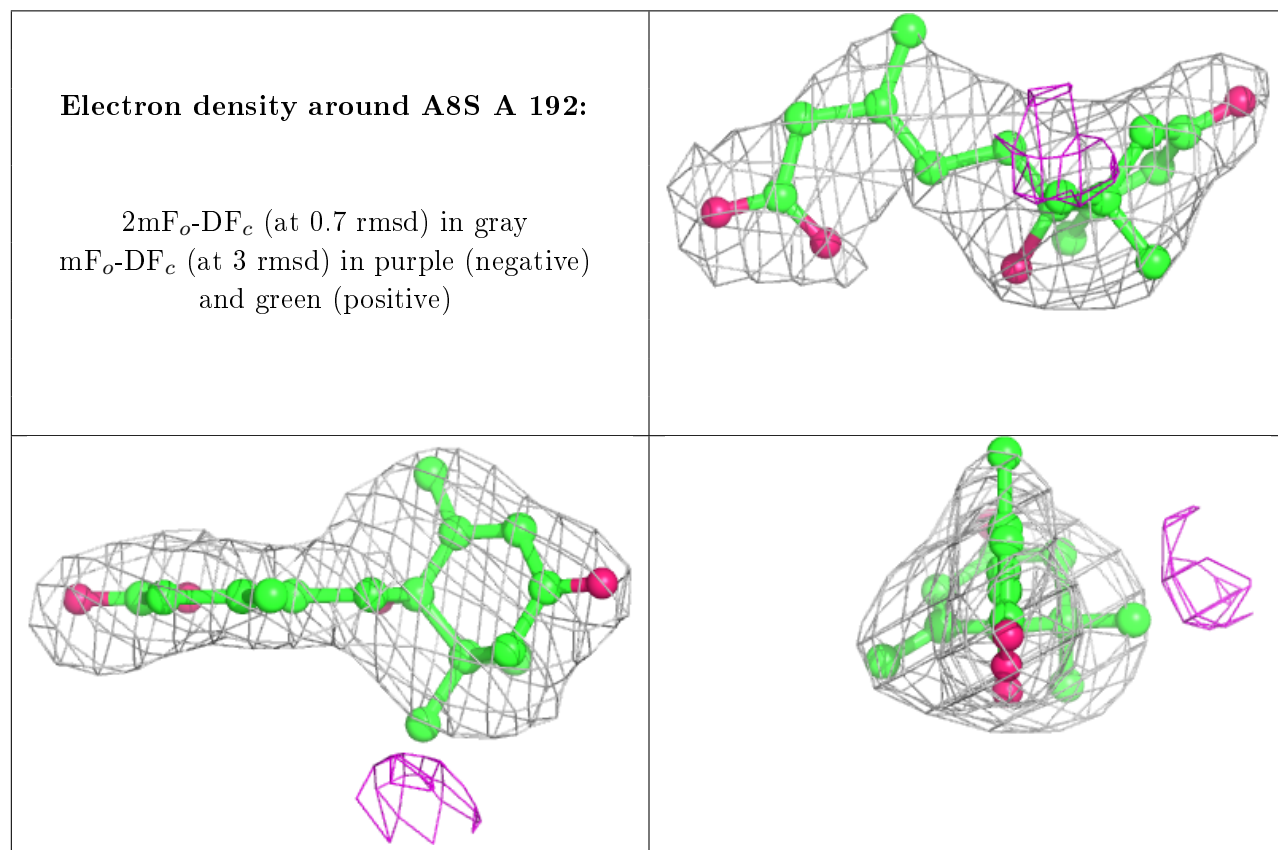 Electron density around A8S A 192:
2mFo-DFc (at 0.7 rmsd) in gray
mFo-DFc (at 3 rmsd) in purple (negative)
and green (positive)